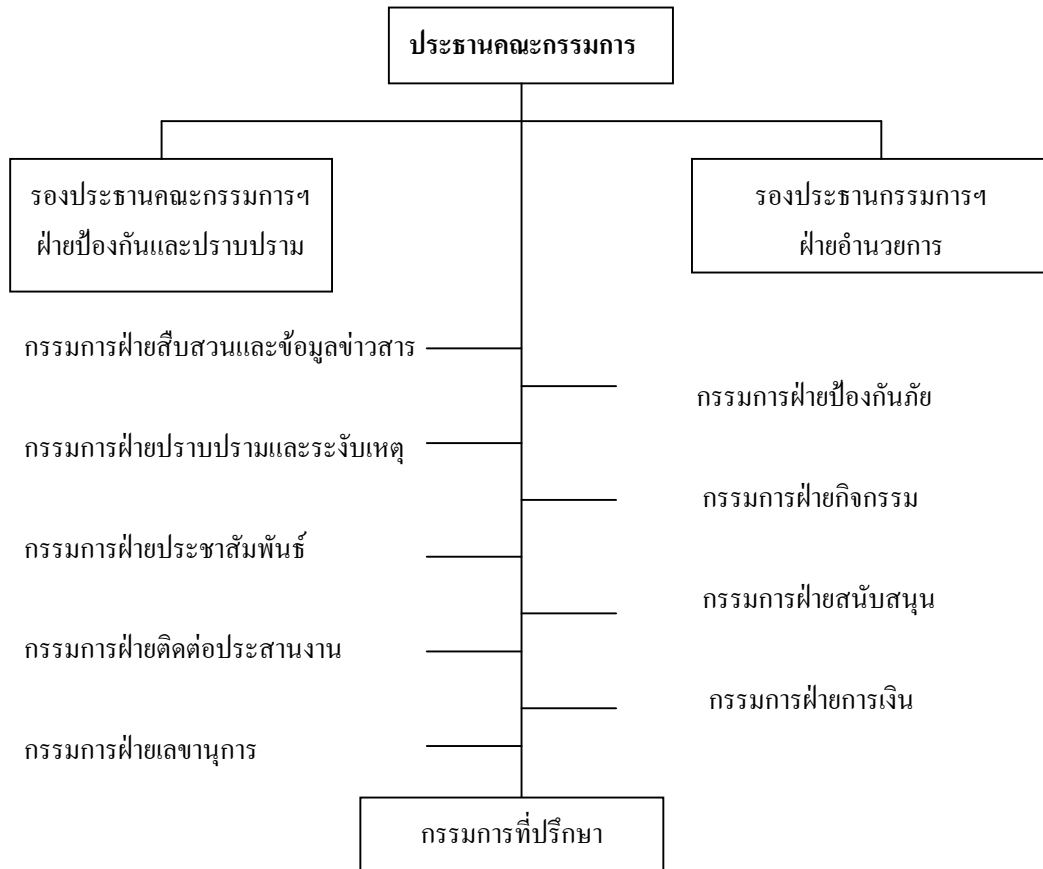 ประธานคณะกรรมการ
รองประธานคณะกรรมการฯ
ฝ่ายป้องกันและปราบปราม
รองประธานกรรมการฯ
ฝ่ายอำนวยการ
กรรมการฝ่ายสืบสวนและข้อมูลข่าวสาร
กรรมการฝ่ายป้องกันภัย
กรรมการฝ่ายปราบปรามและระงับเหตุ
กรรมการฝ่ายกิจกรรม
กรรมการฝ่ายประชาสัมพันธ์
กรรมการฝ่ายสนับสนุน
กรรมการฝ่ายติดต่อประสานงาน
กรรมการฝ่ายการเงิน
กรรมการฝ่ายเลขานุการ
กรรมการที่ปรึกษา